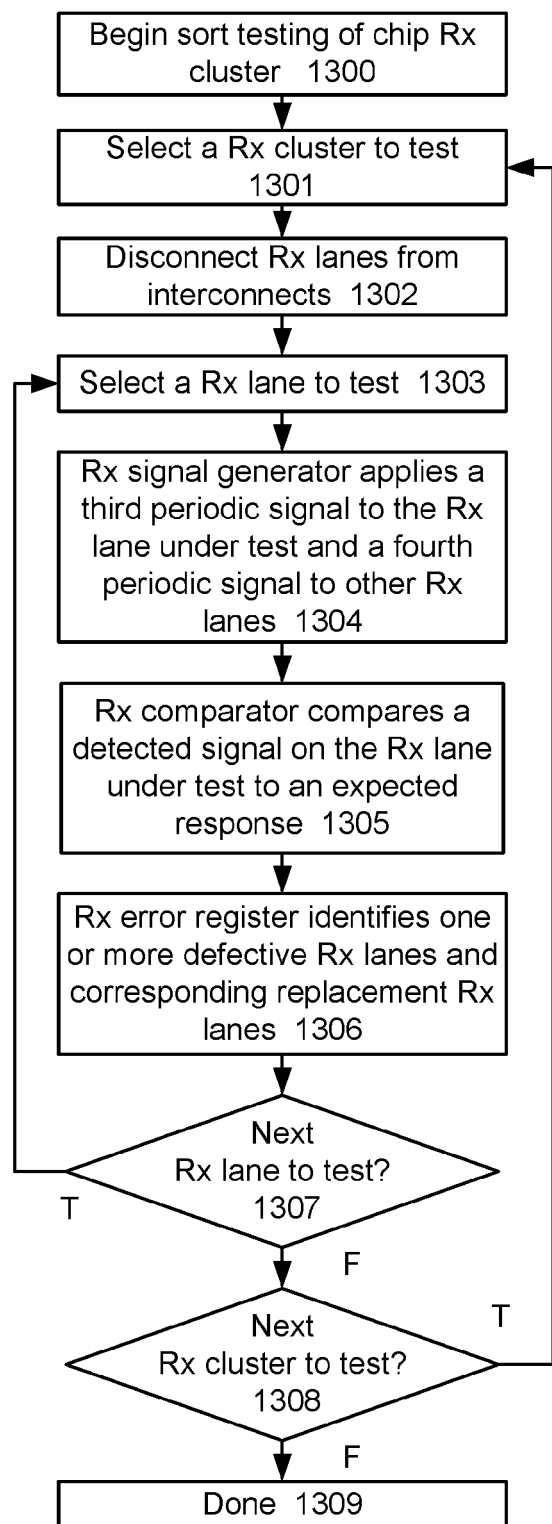 Begin sort testing of chip Rx
cluster 1300
Select a Rx cluster to test
1301
Disconnect Rx lanes from
interconnects 1302
Select a Rx lane to test 1303
Rx signal generator applies a
third periodic signal to the Rx
lane under test and a fourth
periodic signal to other Rx
lanes 1304
Rx comparator compares a
detected signal on the Rx lane
under test to an expected
response 1305
Rx error register identifies one
or more defective Rx lanes and
corresponding replacement Rx
lanes 1306
Next
Rx lane to test?
1307
T
F
Next
Rx cluster to test?
1308
T
F
Done 1309